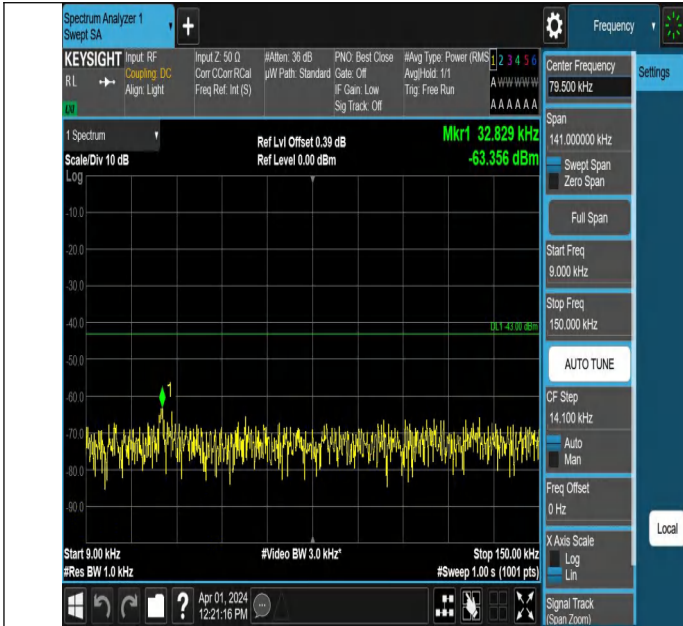 Spectrum Analyzer 1
Swept SA
+
Frequency
KEYSIGHT
RL
Input: RF
Coupling: DC
Align: Light
Input Z: 50 Ω
Corr CCorr RCal
Freq Ref: Int (S)
#Atten: 36 dB
µW Path: Standard
PNO: Best Close
Gate: Off
IF Gain: Low
Sig Track: Off
#Avg Type: Power (RMS
Avg|Hold: 1/1
Trig: Free Run
1 2 3 4 5 6
A W W W W W
A A A A A A
1 Spectrum
Scale/Div 10 dB
Log
Ref Lvl Offset 0.39 dB
Ref Level 0.00 dBm
Mkr1 32.829 kHz
-63.356 dBm
-10.0
-20.0
-30.0
-40.0
-50.0
-60.0
-70.0
-80.0
-90.0
DL1 -43.00 dBm
1
Start 9.00 kHz
#Res BW 1.0 kHz
#Video BW 3.0 kHz*
Stop 150.00 kHz
#Sweep 1.00 s (1001 pts)
?
Apr 01, 2024
12:21:16 PM
Center Frequency
79.500 kHz
Span
141.000000 kHz
Swept Span
Zero Span
Full Span
Start Freq
9.000 kHz
Stop Freq
150.000 kHz
AUTO TUNE
CF Step
14.100 kHz
Auto
Man
Freq Offset
0 Hz
X Axis Scale
Log
Lin
Signal Track
(Span Zoom)
Settings
Local